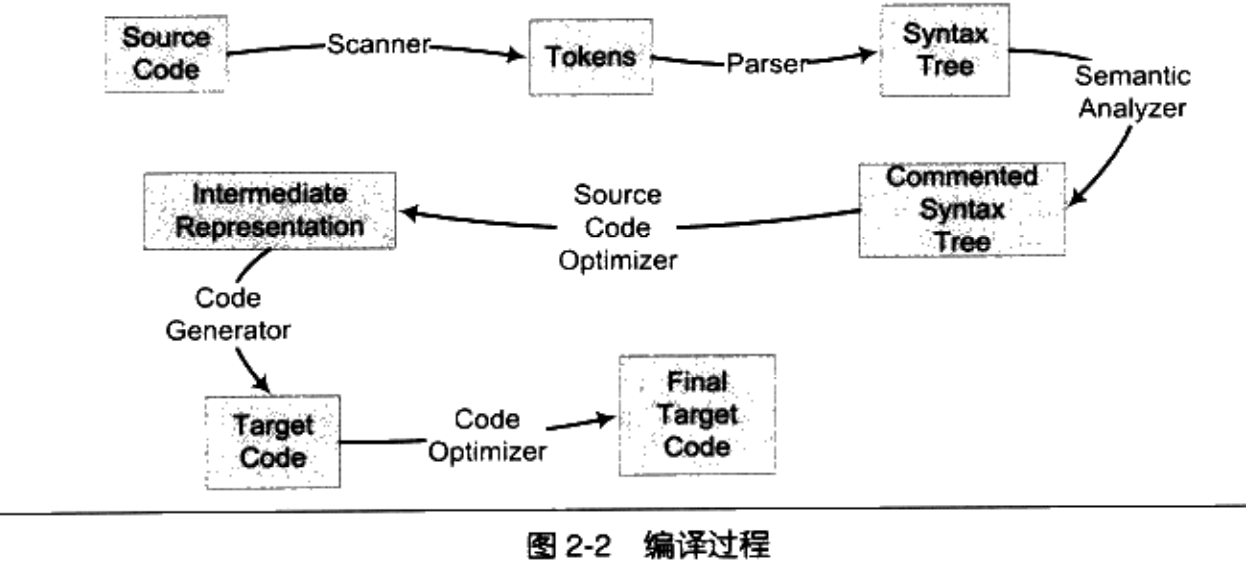 Source
Code
Scanner
Tokens
Parser
Syntax
Tree
Semantic
Analyzer
Commented
Syntax
Tree
Source
Code
Optimizer
Intermediate
Representation
Code
Generator
Target
Code
Code
Optimizer
Final
Target
Code
图 2-2 编译过程